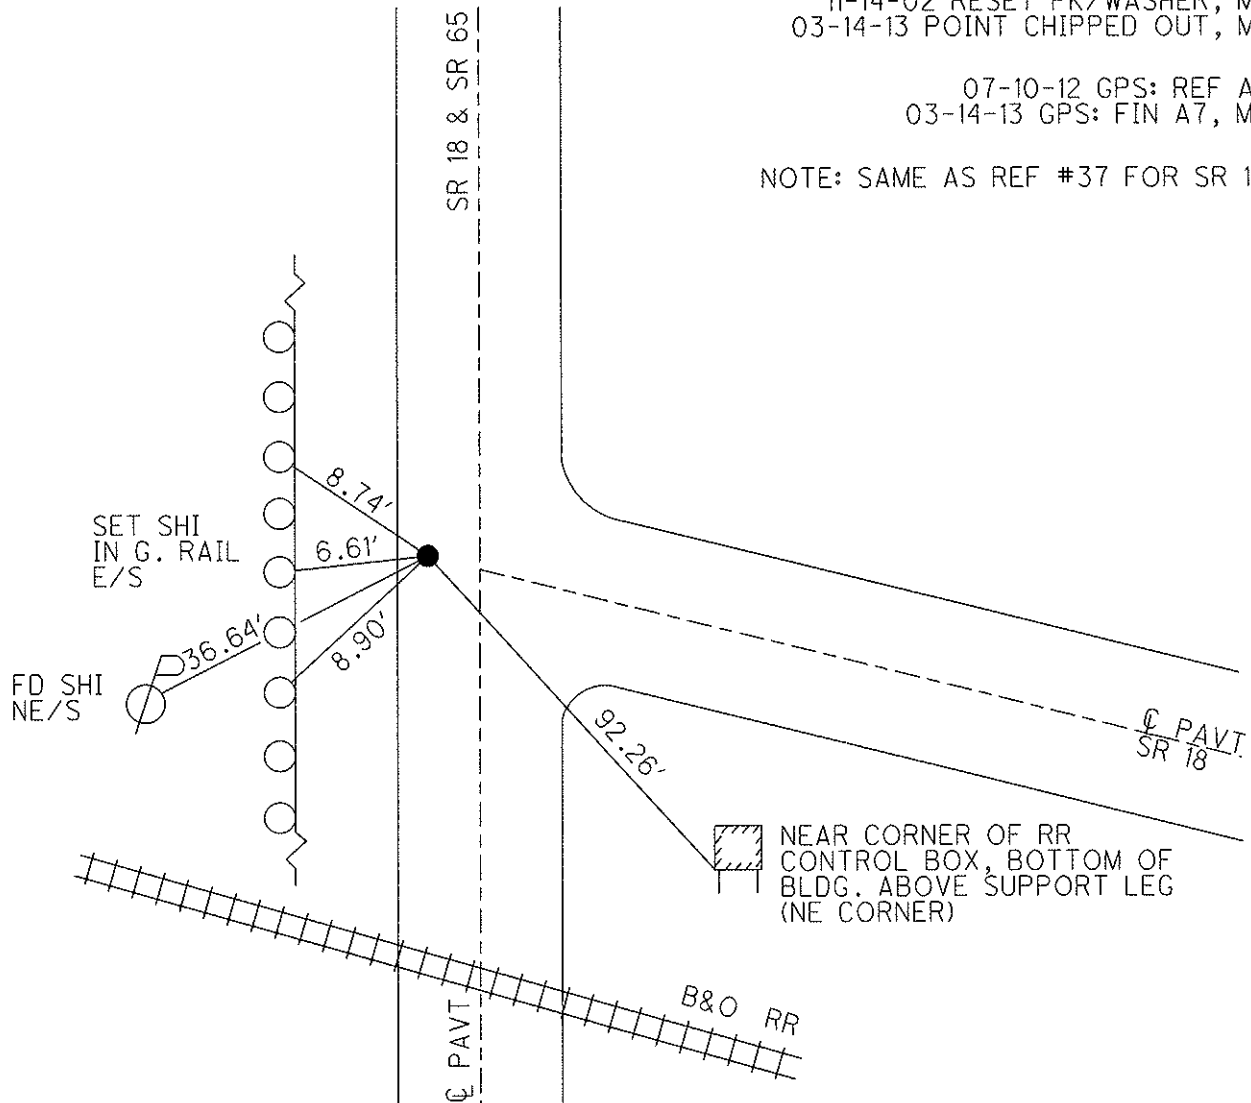 11-14-02 RESET PK/WASHER, M
03-14-13 POINT CHIPPED OUT, M
07-10-12 GPS: REF A
03-14-13 GPS: FIN A7, M
NOTE: SAME AS REF #37 FOR SR 1
SR 18 & SR 65
8.74'
SET SHI
IN G. RAIL
E/S
6.61'
36.64'
8.90'
FD SHI
NE/S
92.26'
℄ PAVT.
SR 18
NEAR CORNER OF RR
CONTROL BOX, BOTTOM OF
BLDG. ABOVE SUPPORT LEG
(NE CORNER)
B&O RR
℄ PAVT